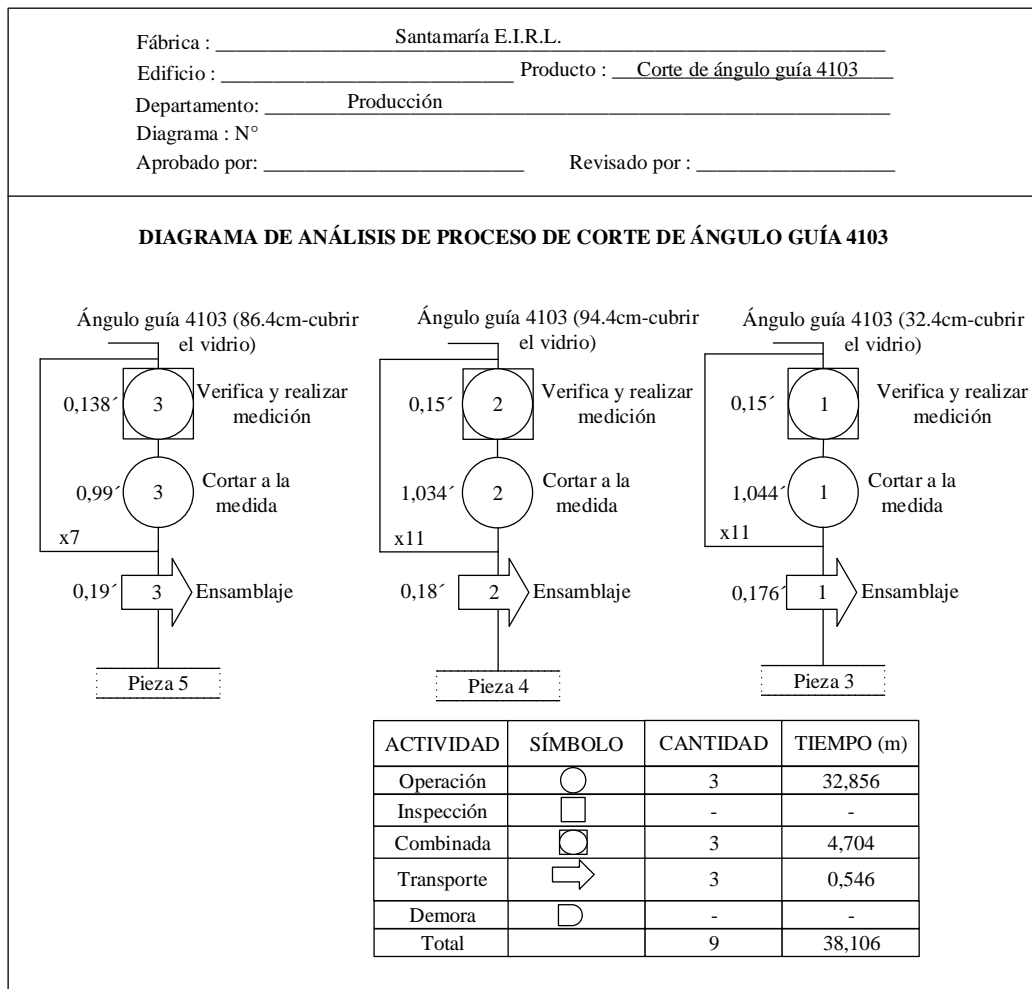 Fábrica : Santamaría E.I.R.L.
Edificio : Producto : Corte de ángulo guía 4103
Departamento: Producción
Diagrama : N°
Aprobado por: Revisado por :
DIAGRAMA DE ANÁLISIS DE PROCESO DE CORTE DE ÁNGULO GUÍA 4103
Ángulo guía 4103 (86.4cm-cubrir
el vidrio)
0,138´ 3 Verifica y realizar
medición
0,99´ 3 Cortar a la
medida
x7
0,19´ 3 Ensamblaje
Pieza 5
Ángulo guía 4103 (94.4cm-cubrir
el vidrio)
0,15´ 2 Verifica y realizar
medición
1,034´ 2 Cortar a la
medida
x11
0,18´ 2 Ensamblaje
Pieza 4
Ángulo guía 4103 (32.4cm-cubrir
el vidrio)
0,15´ 1 Verifica y realizar
medición
1,044´ 1 Cortar a la
medida
x11
0,176´ 1 Ensamblaje
Pieza 3
ACTIVIDAD SÍMBOLO CANTIDAD TIEMPO (m)
Operación 3 32,856
Inspección - -
Combinada 3 4,704
Transporte 3 0,546
Demora - -
Total 9 38,106